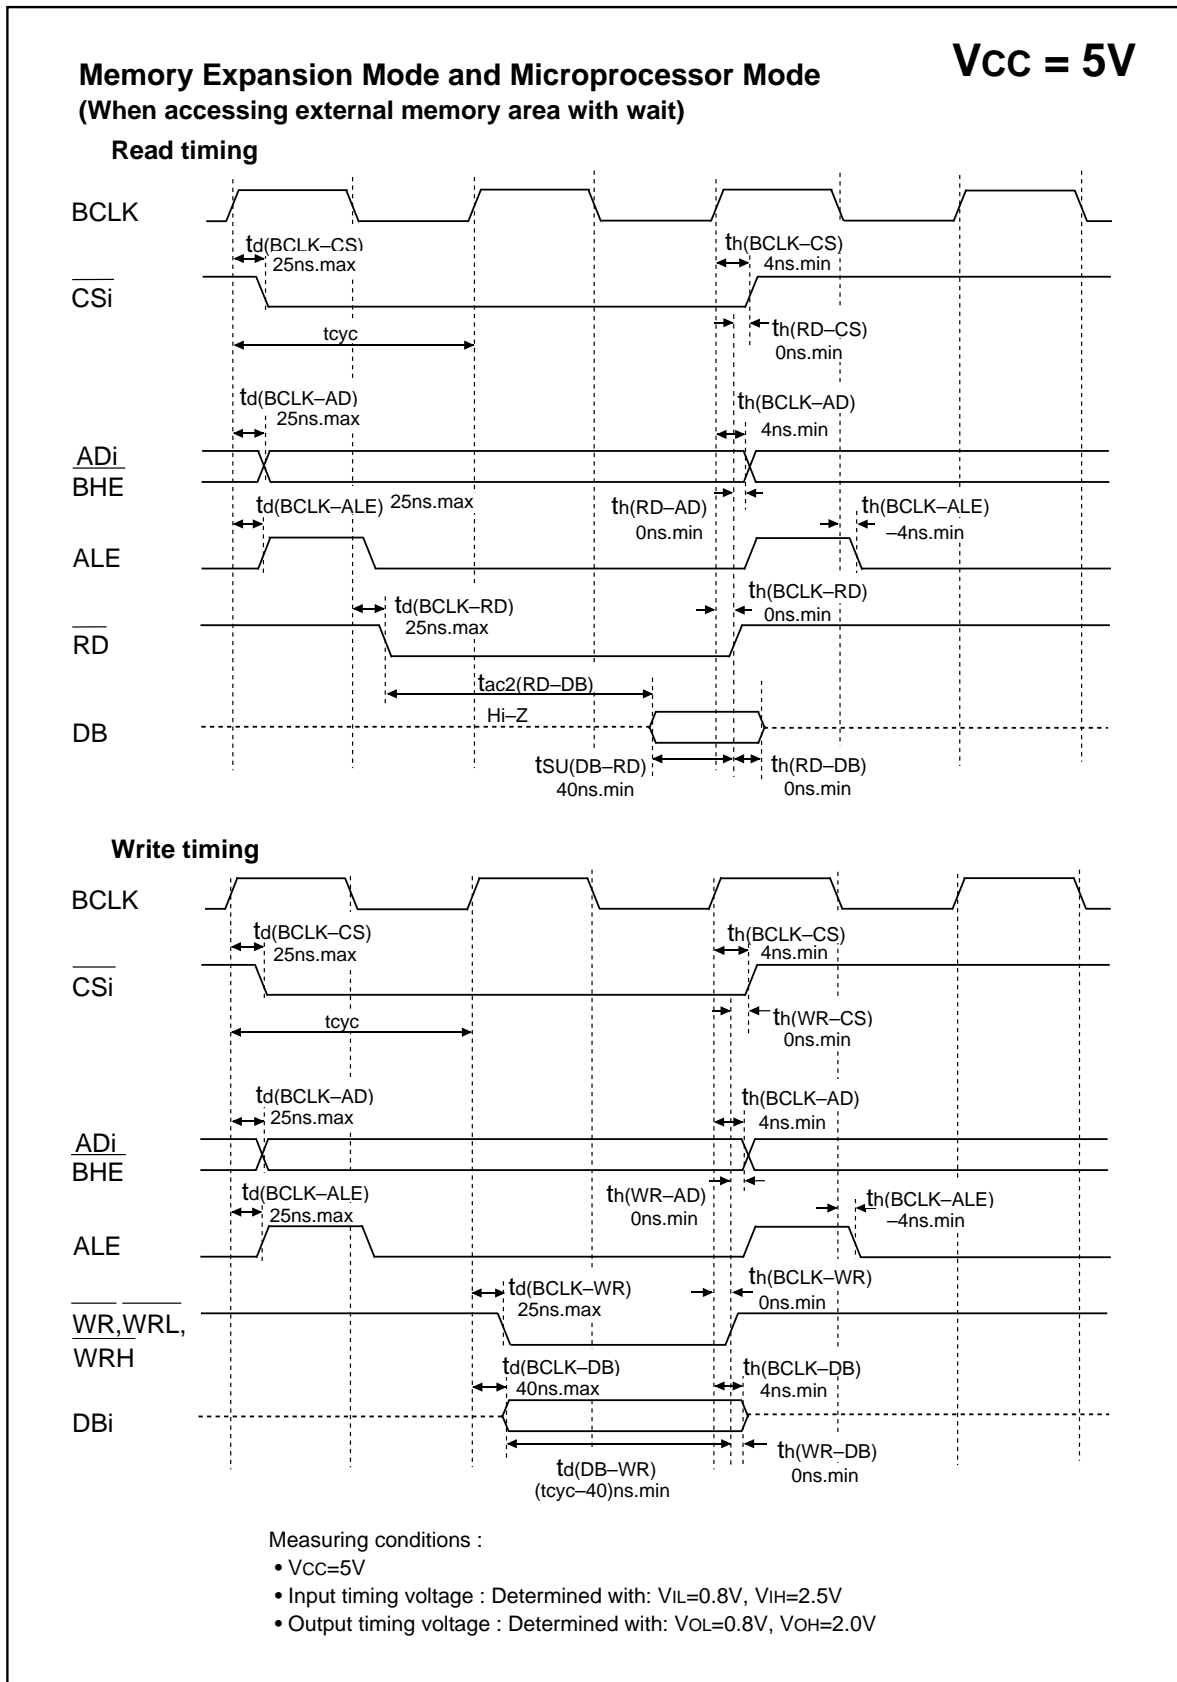 VCC = 5V
Memory Expansion Mode and Microprocessor Mode
(When accessing external memory area with wait)
Read timing
BCLK
td(BCLK–CS)
25ns.max
th(BCLK–CS)
4ns.min
CSi
th(RD–CS)
0ns.min
tcyc
td(BCLK–AD)
25ns.max
th(BCLK–AD)
4ns.min
ADi
BHE
td(BCLK–ALE) 25ns.max
th(RD–AD)
0ns.min
th(BCLK–ALE)
–4ns.min
ALE
td(BCLK–RD)
25ns.max
th(BCLK–RD)
0ns.min
RD
tac2(RD–DB)
Hi–Z
DB
tSU(DB–RD)
40ns.min
th(RD–DB)
0ns.min
Write timing
BCLK
td(BCLK–CS)
25ns.max
th(BCLK–CS)
4ns.min
CSi
th(WR–CS)
0ns.min
tcyc
td(BCLK–AD)
25ns.max
th(BCLK–AD)
4ns.min
ADi
BHE
td(BCLK–ALE)
25ns.max
th(WR–AD)
0ns.min
th(BCLK–ALE)
–4ns.min
ALE
td(BCLK–WR)
25ns.max
th(BCLK–WR)
0ns.min
WR,WRL,
WRH
td(BCLK–DB)
40ns.max
th(BCLK–DB)
4ns.min
DBi
td(DB–WR)
(tcyc–40)ns.min
th(WR–DB)
0ns.min
Measuring conditions :
• VCC=5V
• Input timing voltage : Determined with: VIL=0.8V, VIH=2.5V
• Output timing voltage : Determined with: VOL=0.8V, VOH=2.0V